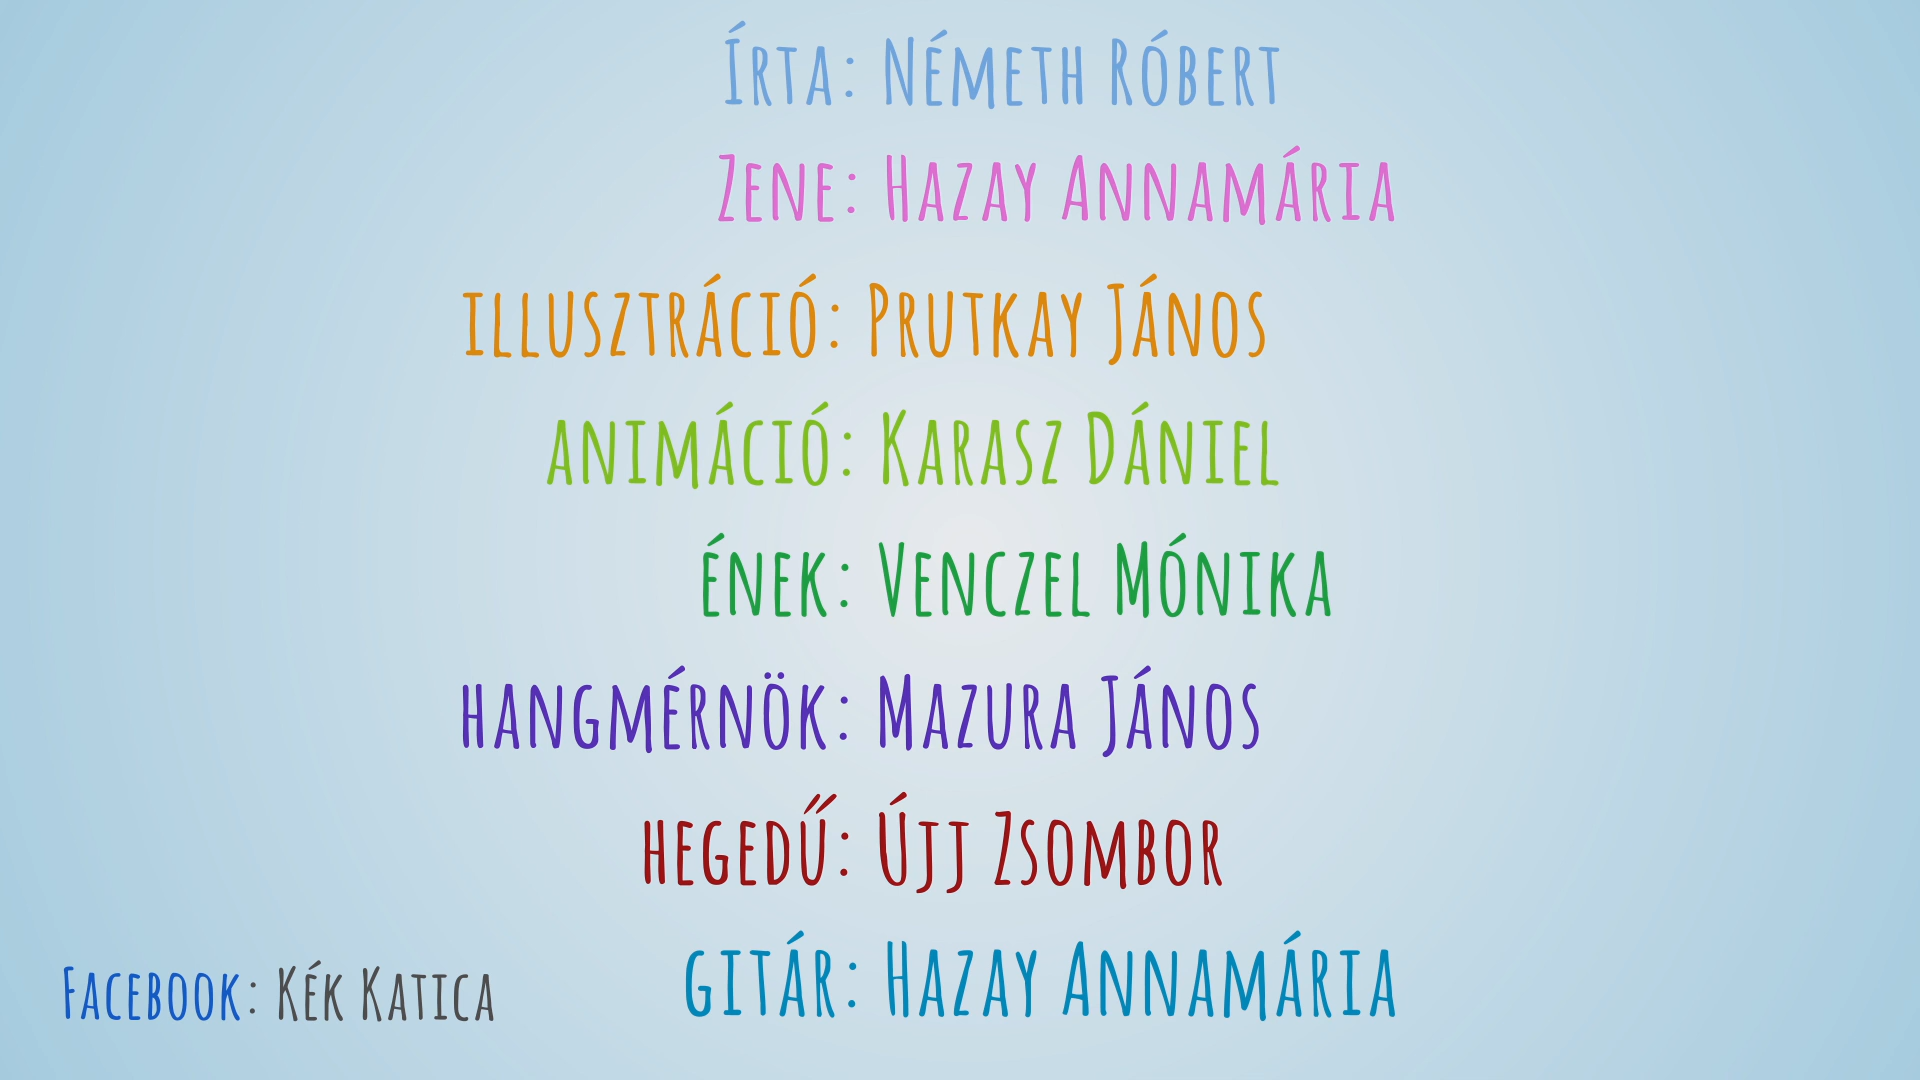 Írta: Németh Róbert
Zene: Hazay Annamária
illusztráció: Prutkay János
animáció: Karasz Dániel
ének: Venczel Mónika
hangmérnök: Mazura János
hegedű: Újj Zsombor
gitár: Hazay Annamária
Facebook: Kék Katica